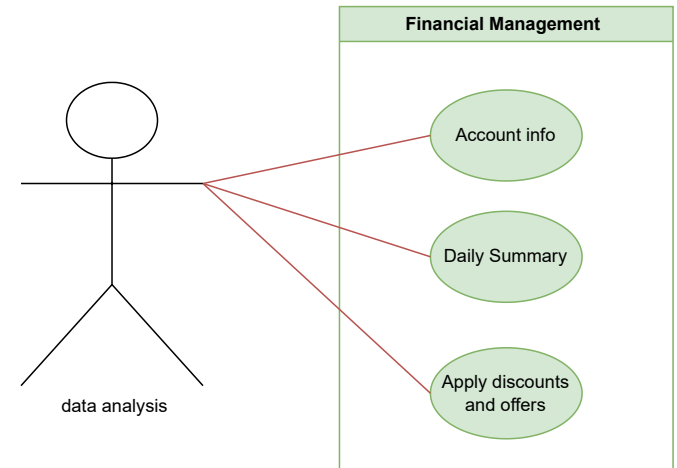 Financial Management
Account info
Daily Summary
Apply discounts
and offers
data analysis